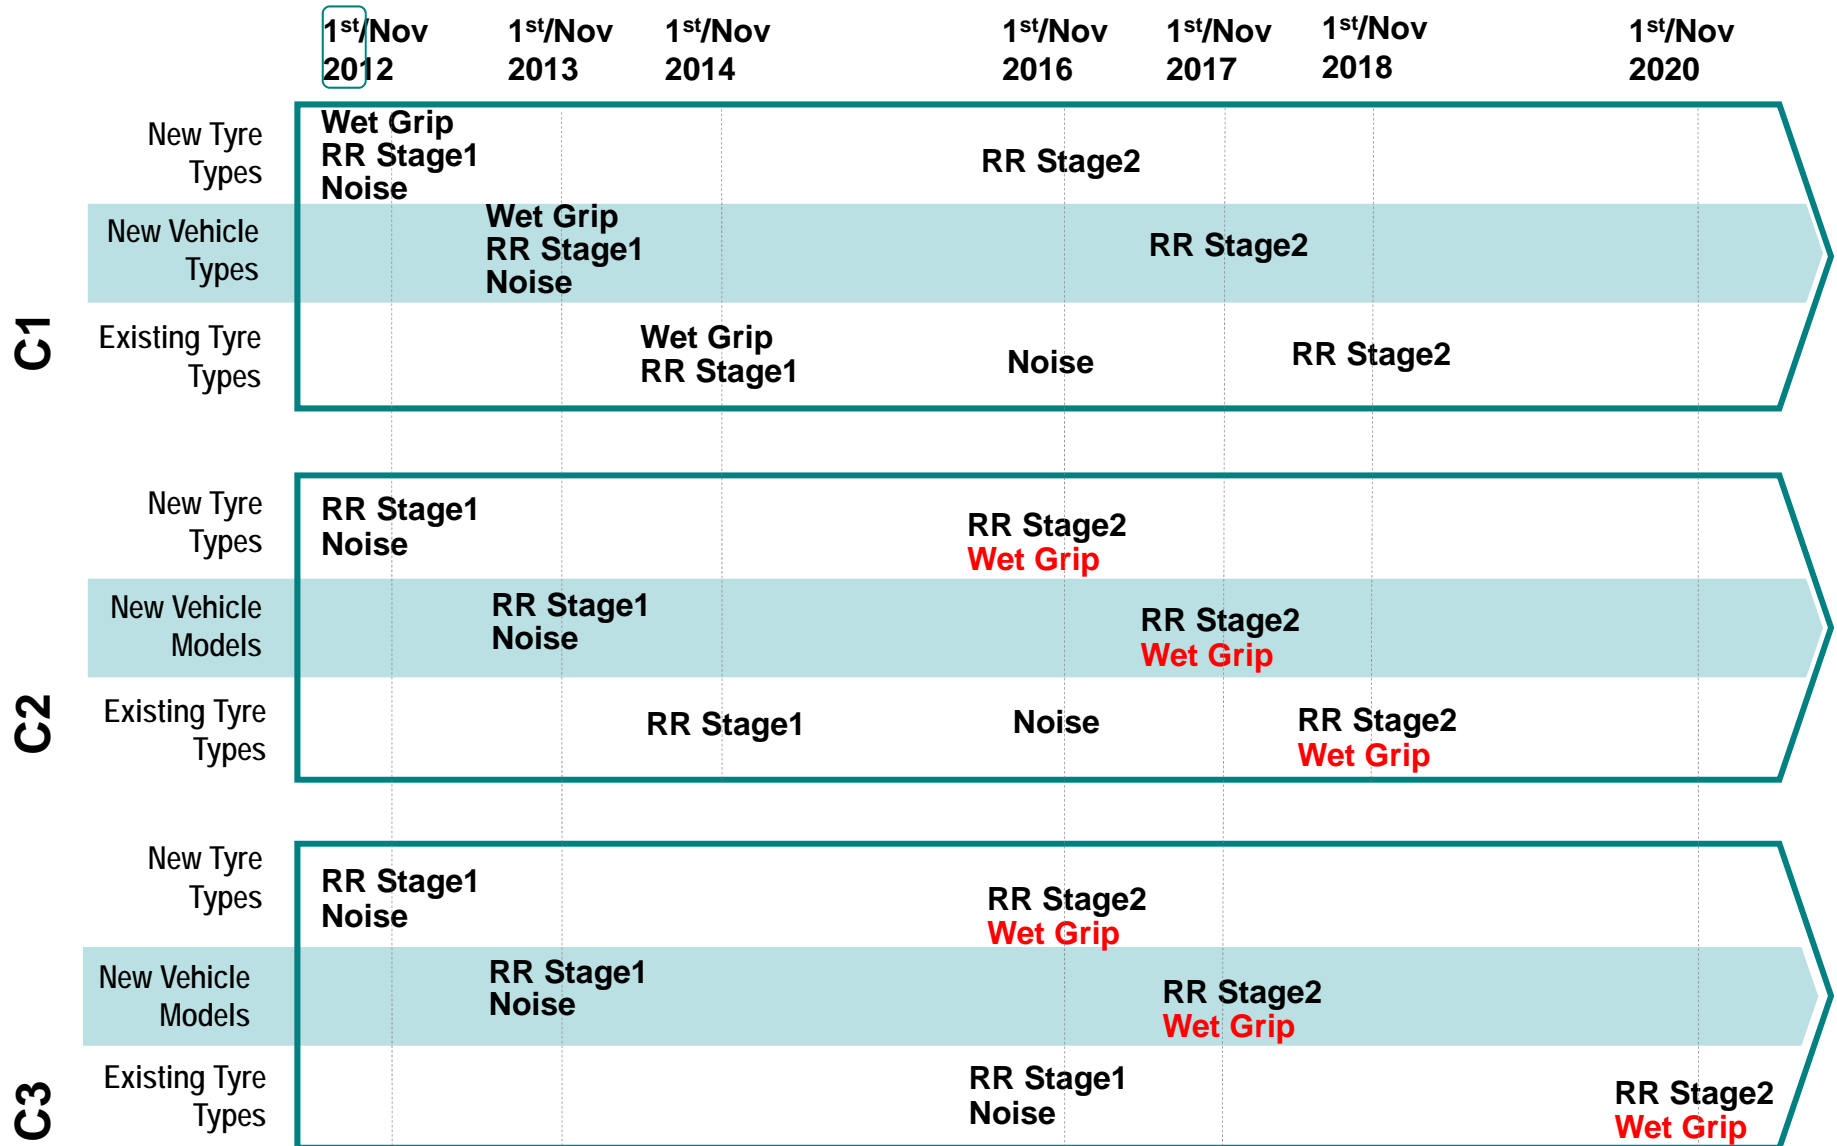 1st/Nov 2012
1st/Nov 2013
1st/Nov 2014
1st/Nov 2016
1st/Nov 2017
1st/Nov 2018
1st/Nov 2020
C1
New Tyre
Types
Wet Grip
RR Stage1
Noise
RR Stage2
New Vehicle
Types
Wet Grip
RR Stage1
Noise
RR Stage2
Existing Tyre
Types
Wet Grip
RR Stage1
Noise
RR Stage2
C2
New Tyre
Types
RR Stage1
Noise
RR Stage2
Wet Grip
New Vehicle
Models
RR Stage1
Noise
RR Stage2
Wet Grip
Existing Tyre
Types
RR Stage1
Noise
RR Stage2
Wet Grip
C3
New Tyre
Types
RR Stage1
Noise
RR Stage2
Wet Grip
New Vehicle
Models
RR Stage1
Noise
RR Stage2
Wet Grip
Existing Tyre
Types
RR Stage1
Noise
RR Stage2
Wet Grip